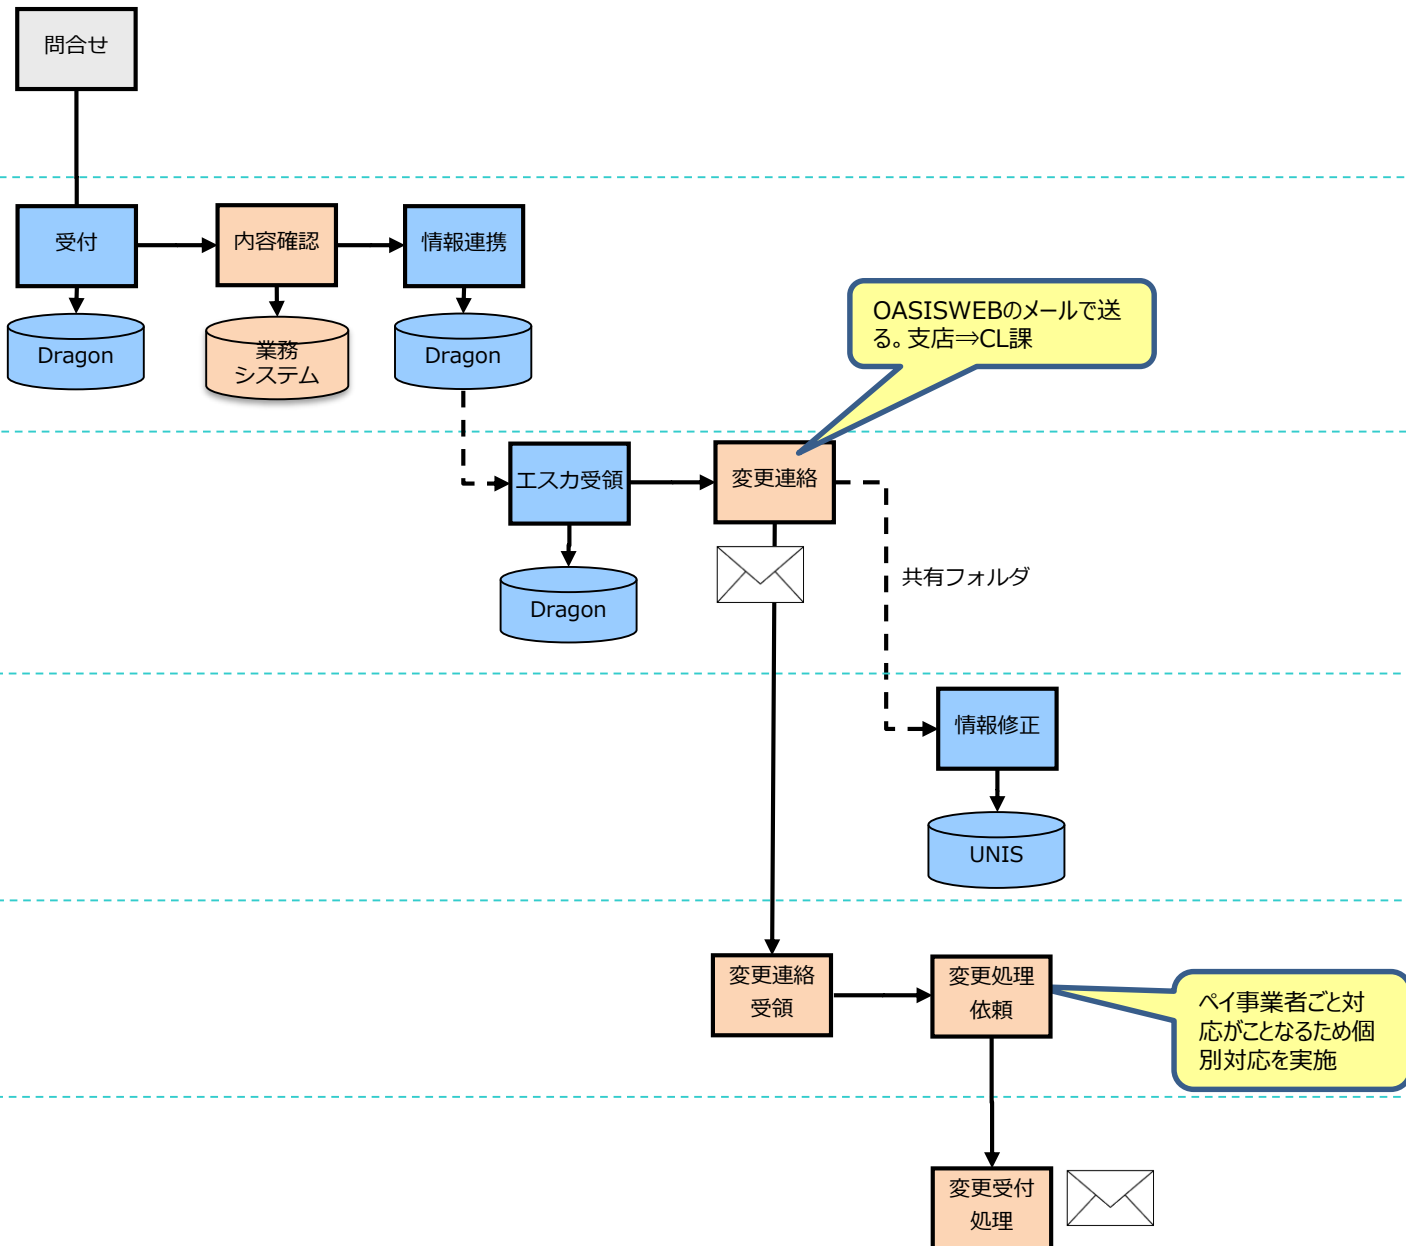 問合せ
受付
内容確認
情報連携
Dragon
業務
システム
Dragon
OASISWEBのメールで送
る。支店⇒CL課
エスカ受領
変更連絡
Dragon
共有フォルダ
情報修正
UNIS
変更連絡
受領
変更処理
依頼
ペイ事業者ごと対
応がことなるため個
別対応を実施
変更受付
処理